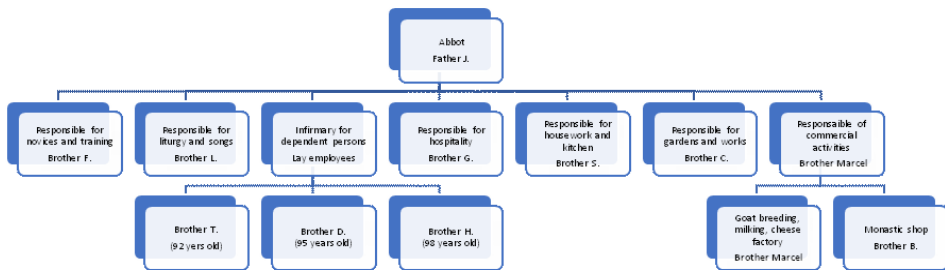 Abbot
Father J.
Responsible for
novices and training
Brother F.
Responsible for
liturgy and songs
Brother L.
Infirmary for
dependent persons
Lay employees
Responsible for
hospitality
Brother G.
Responsible for
housework and
kitchen
Brother S.
Responsible for
gardens and works
Brother C.
Responsaible of
commercial
activities
Brother Marcel
Brother T.
(92 yers old)
Brother D.
(95 years old)
Brother H.
(98 years old)
Goat breeding,
milking, cheese
factory
Brother Marcel
Monastic shop
Brother B.